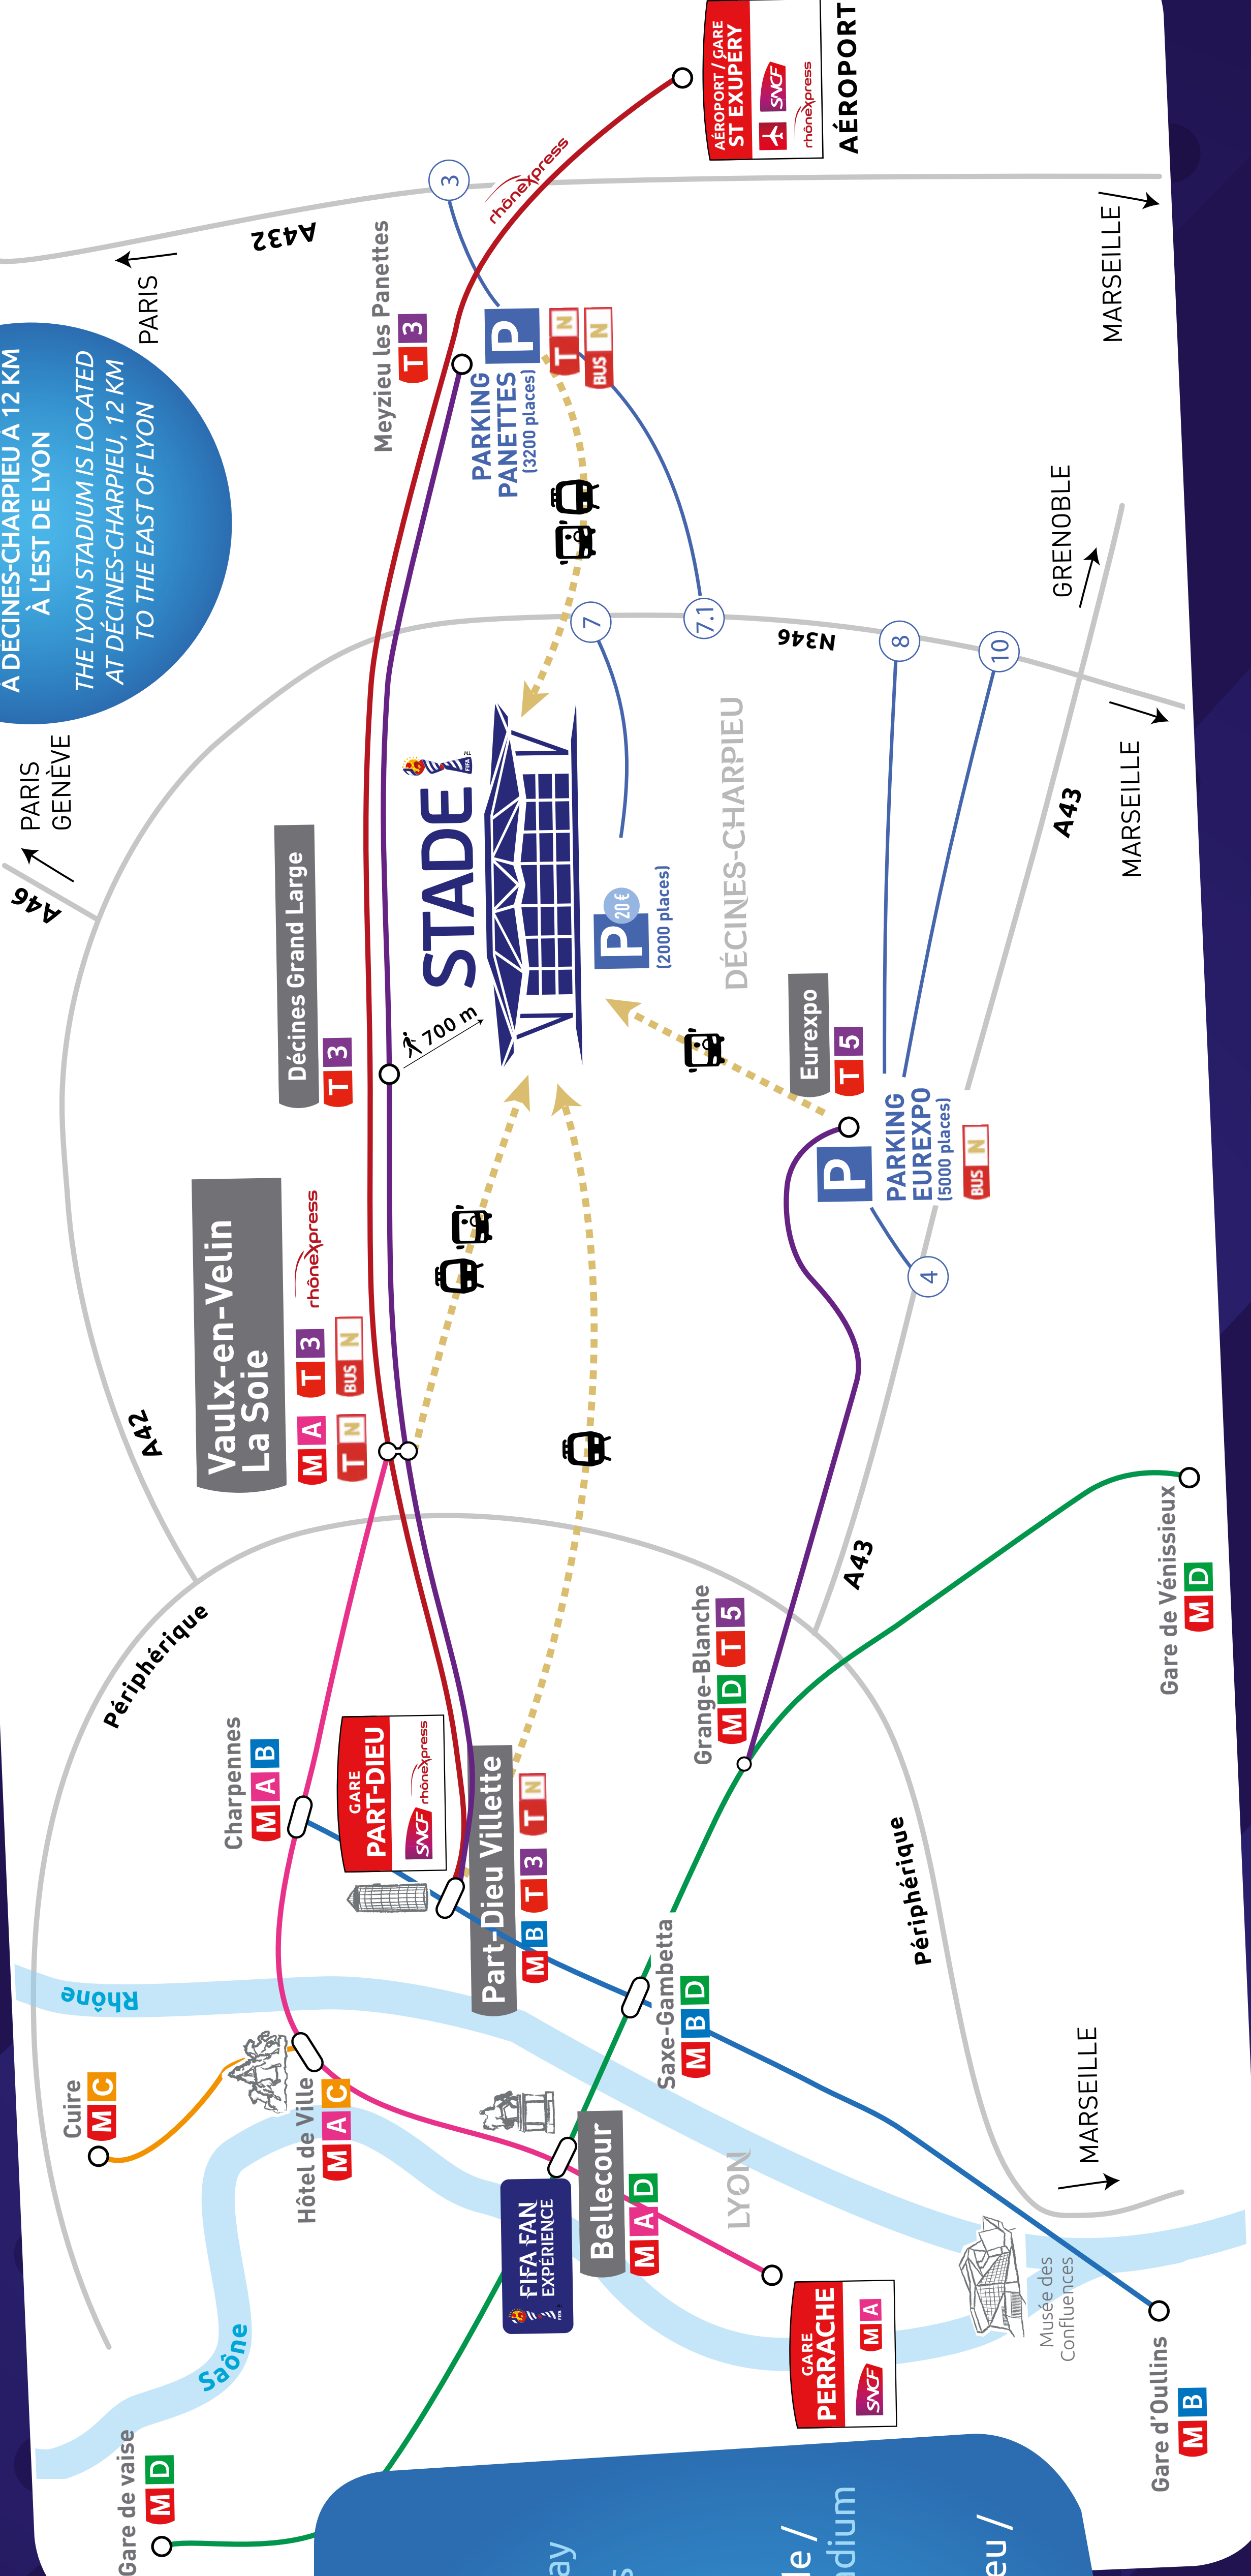 A DÉCINES-CHARPIEU À 12 KM
À L'EST DE LYON
THE LYON STADIUM IS LOCATED
AT DÉCINES-CHARPIEU, 12 KM
TO THE EAST OF LYON
PARIS
A432
3
rhônexpress
AÉROPORT / GARE
ST EXUPERY
SNCF
rhônexpress
AÉROPORT
MARSEILLE
Meyzieu les Panettes
T 3
P
PARKING
PANETTES
(3200 places)
T N
BUS N
7
7.1
N346
8
10
GRENOBLE
MARSEILLE
A43
PARIS
GENÈVE
A46
Décines Grand Large
T 3
700 m
STADE
FIFA
P 20 €
(2000 places)
DÉCINES-CHARPIEU
Eurexpo
T 5
P
PARKING
EUREXPO
(5000 places)
BUS N
4
Vaulx-en-Velin
La Soie
M A T 3 rhônexpress
T N BUS N
A42
Périphérique
A43
Charpennes
M A B
GARE
PART-DIEU
SNCF rhônexpress
Part-Dieu Villette
M B T 3 T N
Grange-Blanche
M D T 5
Gare de Vénissieux
M D
Périphérique
Rhône
Cuire
M C
Hôtel de Ville
M A C
Saxe-Gambetta
M B D
FIFA FAN
EXPÉRIENCE
Bellecour
M A D
LYON
MARSEILLE
Saône
GARE
PERRACHE
SNCF M A
Musée des
Confluences
Gare d'Oullins
M B
Gare de vaise
M D
ay
s
de /
adium
eu /